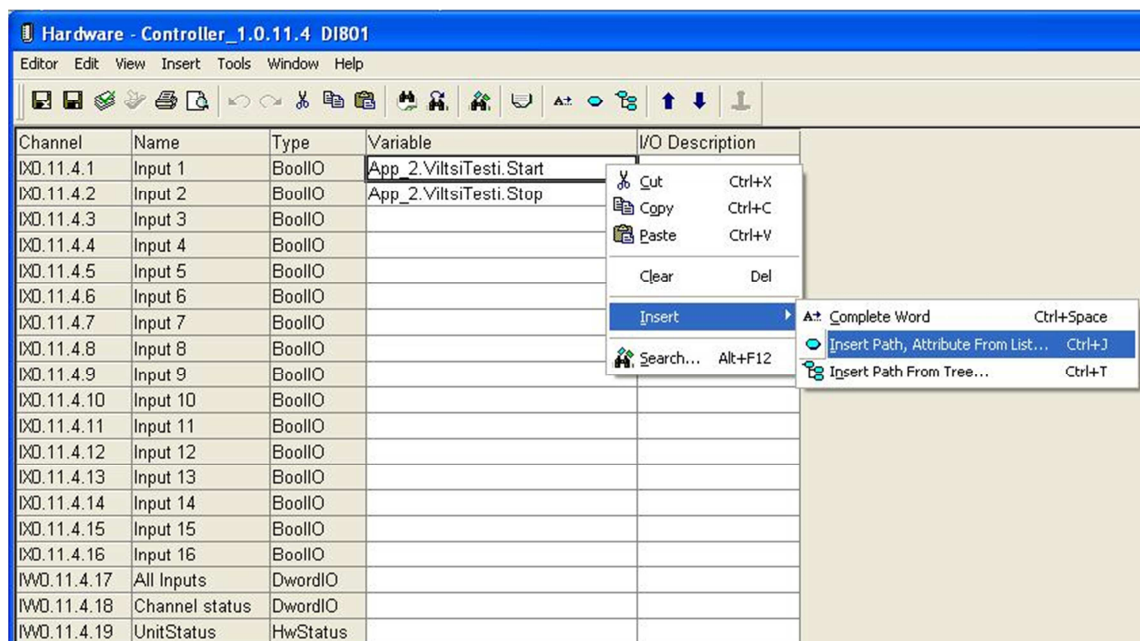 Hardware - Controller_1.0.11.4 DI801
Editor Edit View Insert Tools Window Help
Channel Name Type Variable I/O Description
IX0.11.4.1 Input 1 BoolIO App_2.ViltsiTesti.Start
IX0.11.4.2 Input 2 BoolIO App_2.ViltsiTesti.Stop
IX0.11.4.3 Input 3 BoolIO
IX0.11.4.4 Input 4 BoolIO
IX0.11.4.5 Input 5 BoolIO
IX0.11.4.6 Input 6 BoolIO
IX0.11.4.7 Input 7 BoolIO
IX0.11.4.8 Input 8 BoolIO
IX0.11.4.9 Input 9 BoolIO
IX0.11.4.10 Input 10 BoolIO
IX0.11.4.11 Input 11 BoolIO
IX0.11.4.12 Input 12 BoolIO
IX0.11.4.13 Input 13 BoolIO
IX0.11.4.14 Input 14 BoolIO
IX0.11.4.15 Input 15 BoolIO
IX0.11.4.16 Input 16 BoolIO
IW0.11.4.17 All Inputs DwordIO
IW0.11.4.18 Channel status DwordIO
IW0.11.4.19 UnitStatus HwStatus
Cut Ctrl+X
Copy Ctrl+C
Paste Ctrl+V
Clear Del
Insert
Search... Alt+F12
Complete Word Ctrl+Space
Insert Path, Attribute From List... Ctrl+J
Insert Path From Tree... Ctrl+T